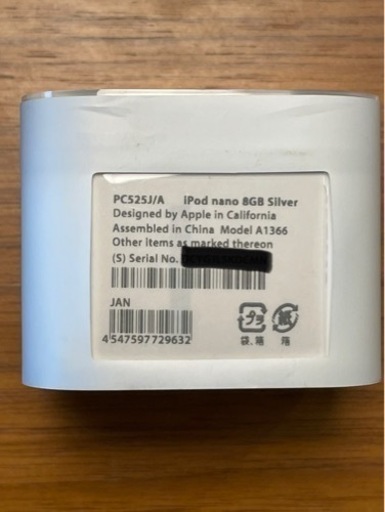 PC525J/A iPod nano 8GB Silver
Designed by Apple in California
Assembled in China Model A1366
Other items as marked thereon
(S) Serial No.
JAN
4 547597 729632
プラ 紙
袋、箱 箔